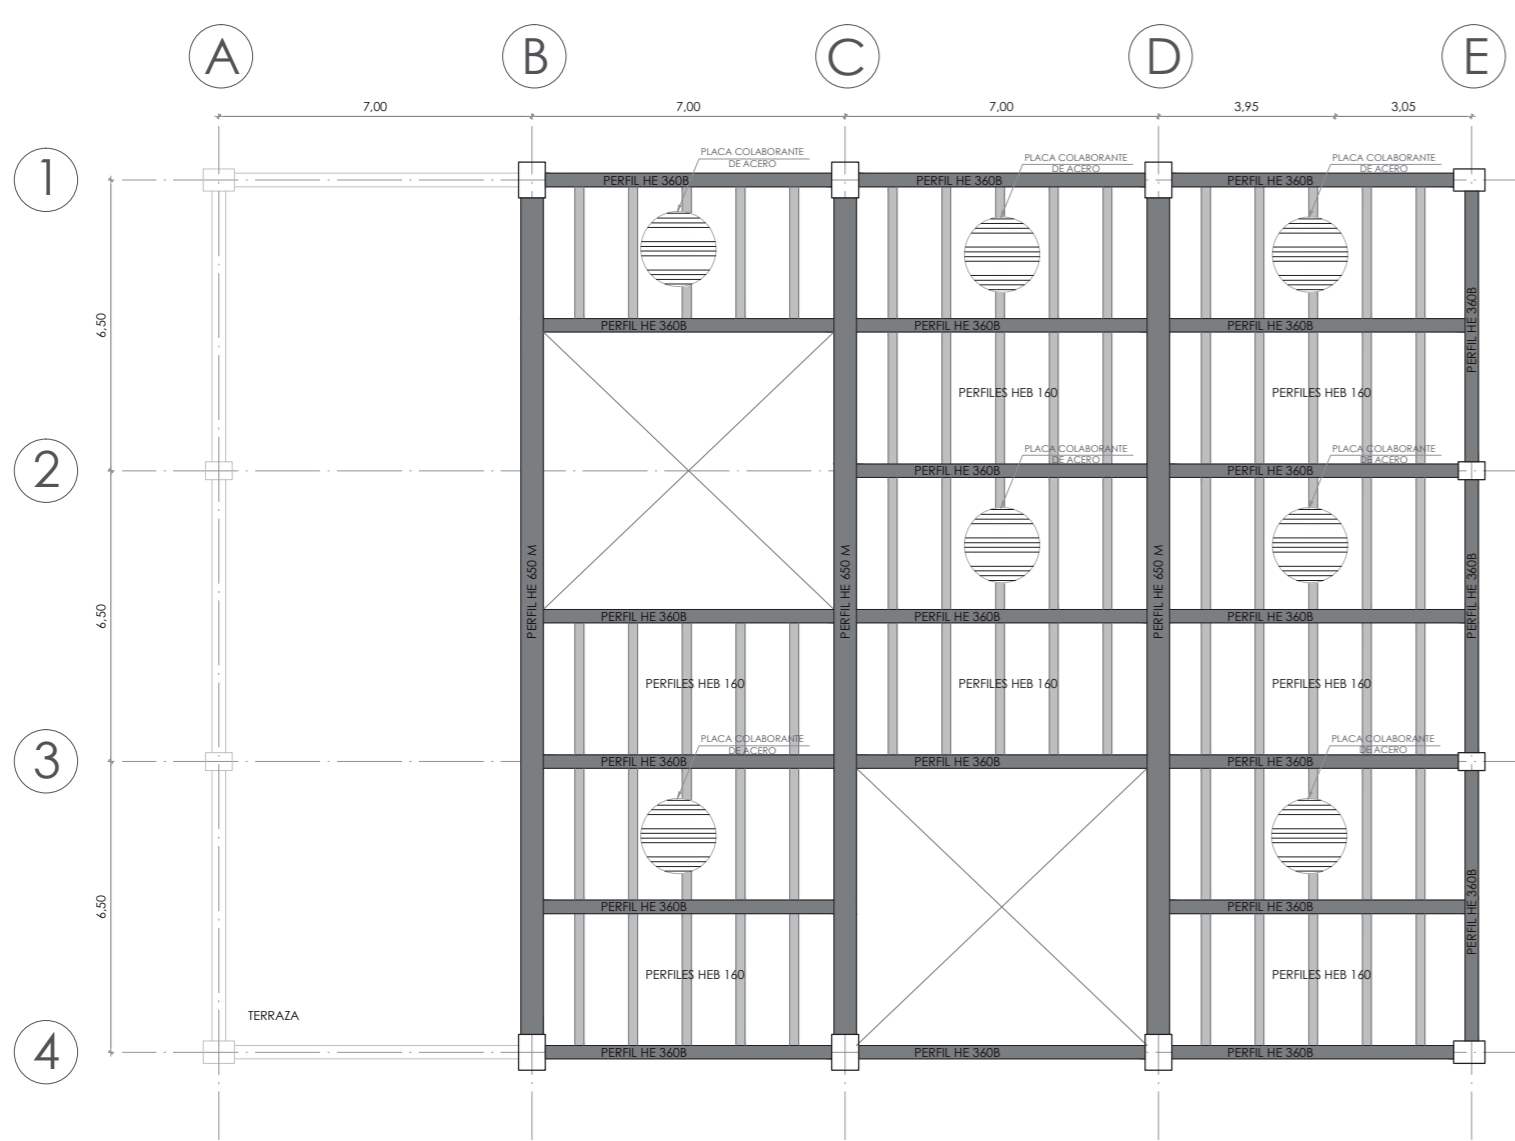 A B C D E
7,00 7,00 7,00 3,95 3,05
PLACA COLABORANTE
DE ACERO
PLACA COLABORANTE
DE ACERO
PLACA COLABORANTE
DE ACERO
1
PERFIL HE 360B PERFIL HE 360B PERFIL HE 360B
6,50
PERFIL HE 360B PERFIL HE 360B PERFIL HE 360B
PERFIL HE 360B
PERFILES HEB 160 PERFILES HEB 160
PLACA COLABORANTE
DE ACERO
PLACA COLABORANTE
DE ACERO
2
PERFIL HE 360B PERFIL HE 360B
PERFIL HE 650 M PERFIL HE 650 M PERFIL HE 650 M PERFIL HE 360B
6,50
PERFIL HE 360B PERFIL HE 360B PERFIL HE 360B
PERFILES HEB 160 PERFILES HEB 160 PERFILES HEB 160
PLACA COLABORANTE
DE ACERO
PLACA COLABORANTE
DE ACERO
3
PERFIL HE 360B PERFIL HE 360B PERFIL HE 360B
6,50
PERFIL HE 360B PERFIL HE 360B
PERFIL HE 360B
PERFILES HEB 160 PERFILES HEB 160
TERRAZA
4
PERFIL HE 360B PERFIL HE 360B PERFIL HE 360B